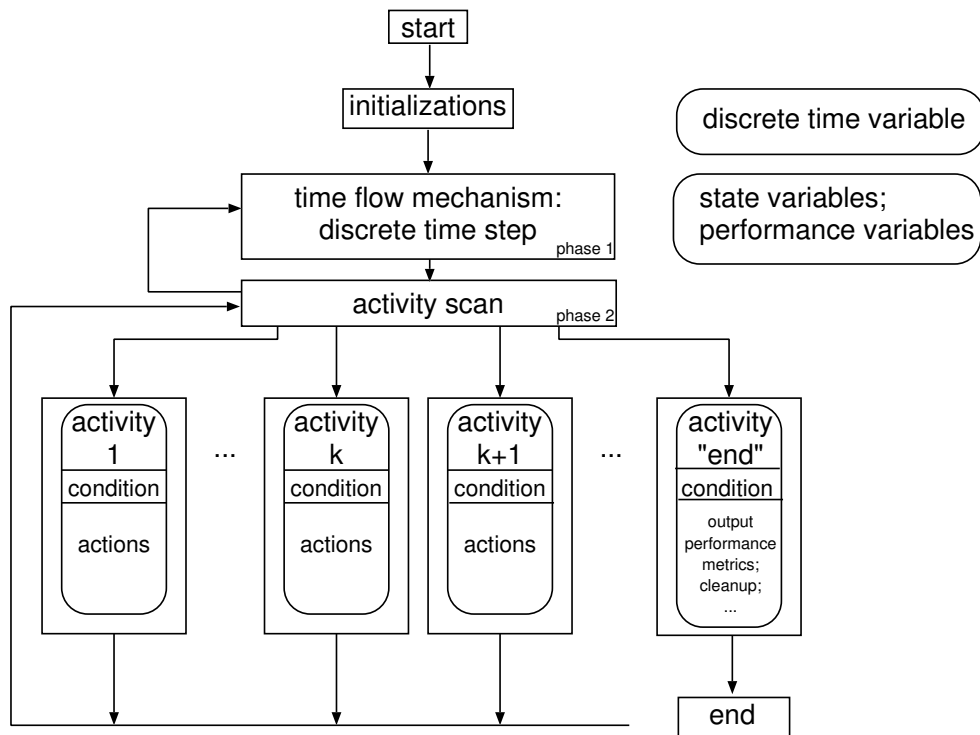 start
initializations
discrete time variable
time flow mechanism:
discrete time step
phase 1
state variables;
performance variables
activity scan
phase 2
activity
1
condition
actions
...
activity
k
condition
actions
activity
k+1
condition
actions
...
activity
"end"
condition
output
performance
metrics;
cleanup;
...
end